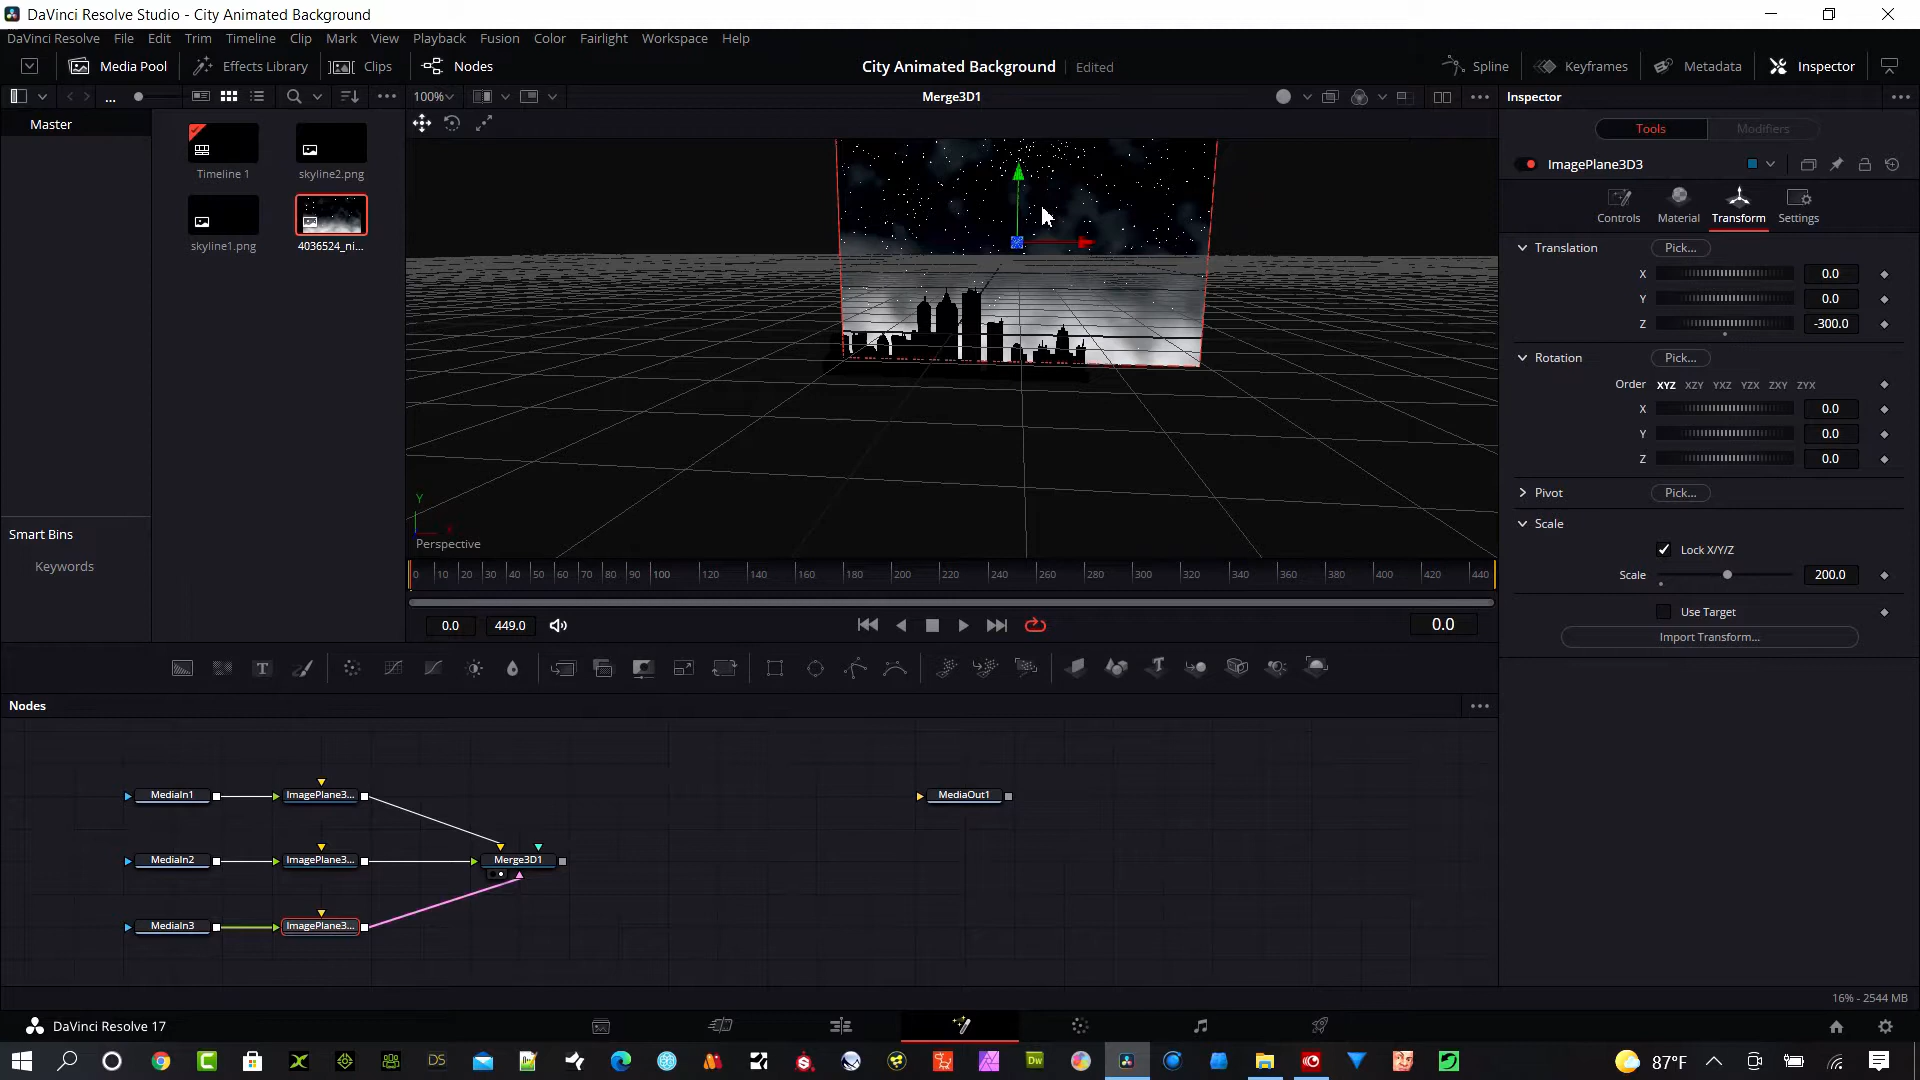 DaVinci Resolve Studio - City Animated Background
DaVinci Resolve File Edit Trim Timeline Clip Mark View Playback Fusion Color Fairlight Workspace Help
Media Pool Effects Library Clips Nodes City Animated Background Edited Spline Keyframes Metadata Inspector
... 100% Merge3D1 Inspector
Master
Tools Modifiers
Timeline 1 skyline2.png
skyline1.png 4036524_ni...
ImagePlane3D3
Controls Material Transform Settings
Translation Pick...
X 0.0
Y 0.0
Z -300.0
Rotation Pick...
Order XYZ XZY YXZ YZX ZXY ZYX
X 0.0
Y 0.0
Z 0.0
Pivot Pick...
Scale
Lock X/Y/Z
Scale 200.0
Use Target
Import Transform...
Y
X
Perspective
Smart Bins
Keywords
0 10 20 30 40 50 60 70 80 90 100 120 140 160 180 200 220 240 260 280 300 320 340 360 380 400 420 440
0.0 449.0 0.0
Nodes
MediaIn1 ImagePlane3... MediaOut1
MediaIn2 ImagePlane3... Merge3D1
MediaIn3 ImagePlane3...
16% - 2544 MB
DaVinci Resolve 17
DS Dw 87°F